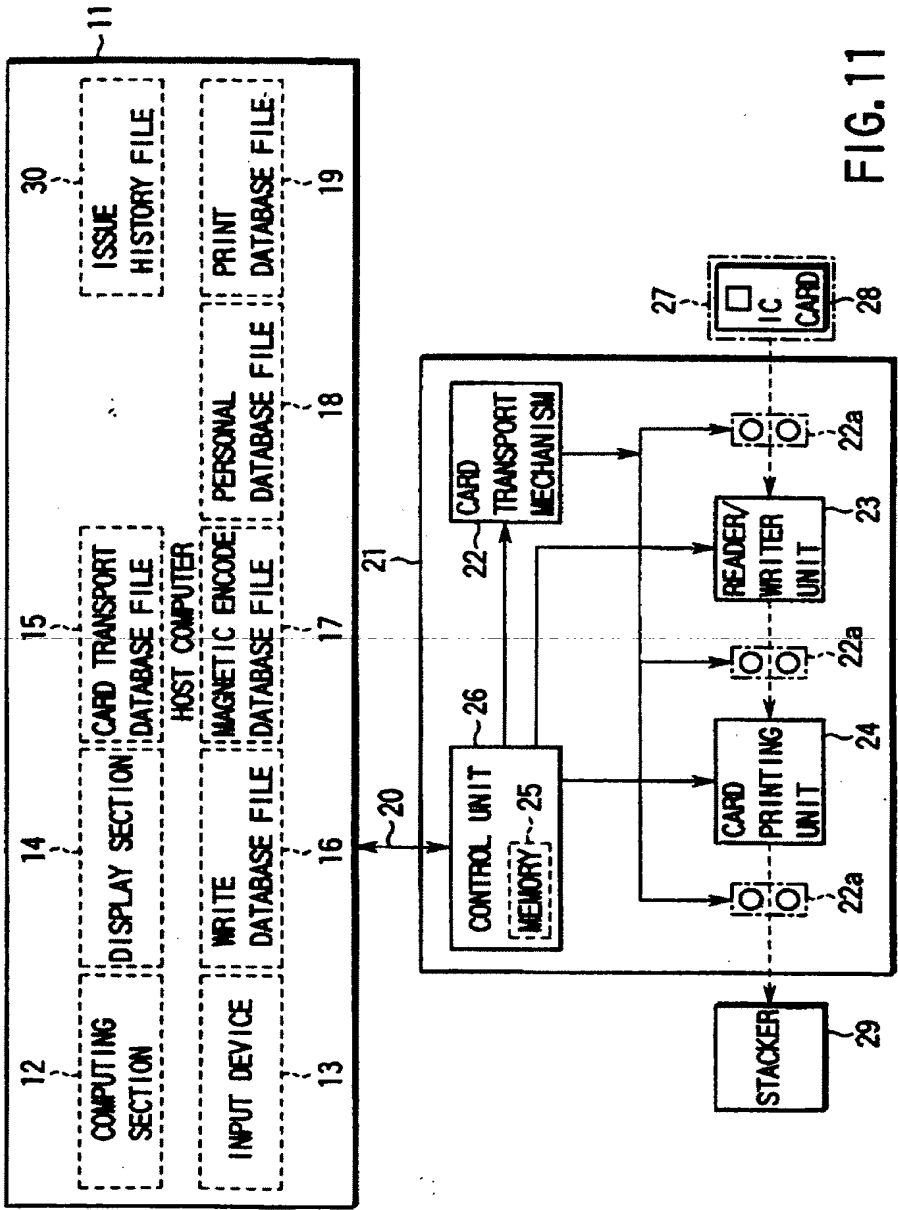 11
12
14
15
30
COMPUTING
SECTION
DISPLAY SECTION
CARD TRANSPORT
DATABASE FILE
ISSUE
HISTORY FILE
HOST COMPUTER
INPUT DEVICE
WRITE
DATABASE FILE
MAGNETIC ENCODE
DATABASE FILE
PERSONAL
DATABASE FILE
PRINT
DATABASE FILE
13
16
17
18
19
20
21
26
CONTROL UNIT
MEMORY
25
22
CARD
TRANSPORT
MECHANISM
27
STACKER
CARD
PRINTING
UNIT
READER/
WRITER
UNIT
IC
CARD
29
22a
24
22a
23
22a
28
FIG. 11